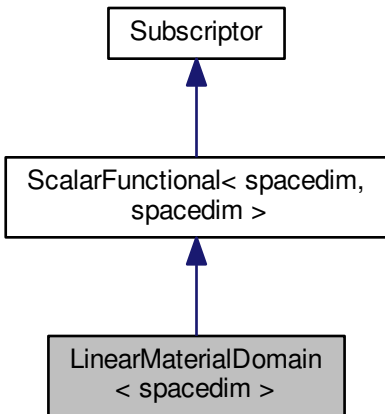 Subscriptor
ScalarFunctional< spacedim,
spacedim >
LinearMaterialDomain
< spacedim >